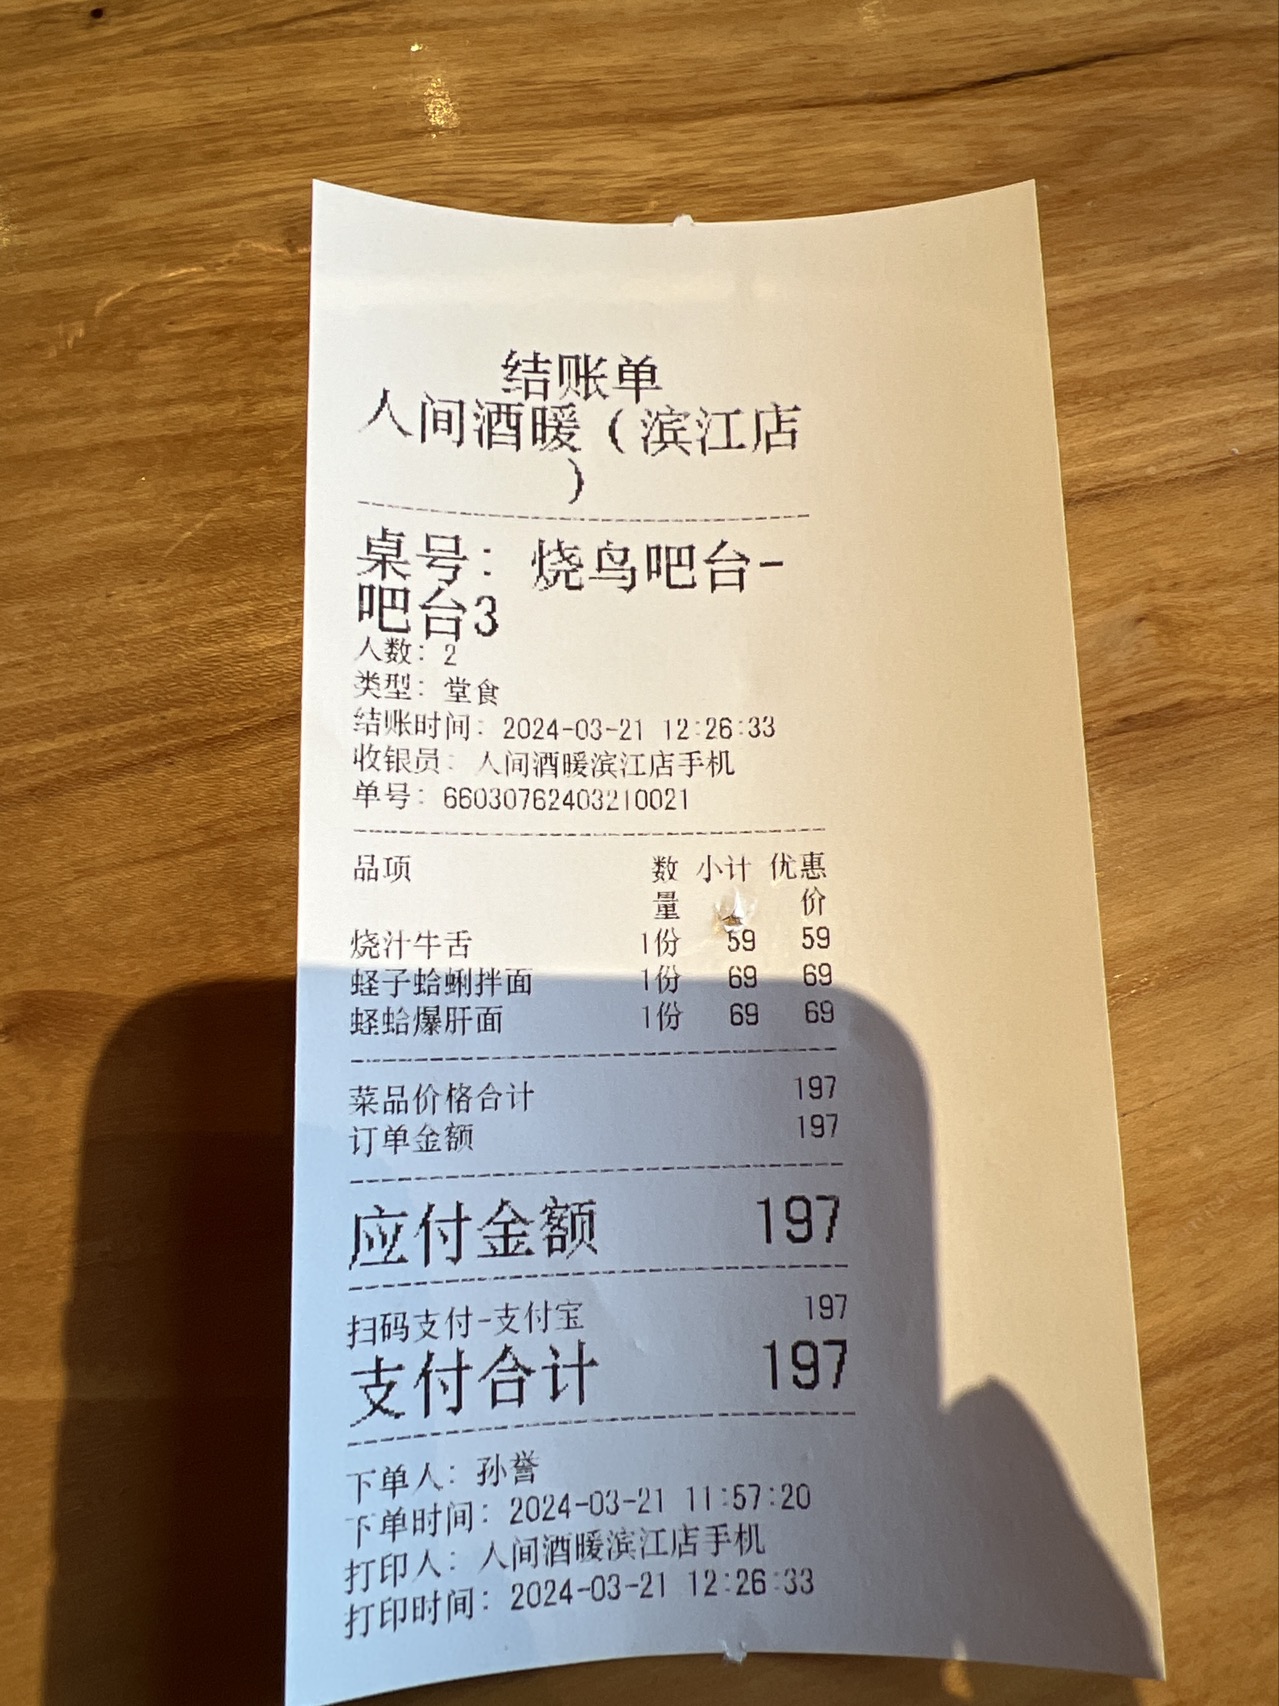 结账单
人间酒暖（滨江店
）
桌号：烧鸟吧台-
吧台3
人数：2
类型：堂食
结账时间：2024-03-21 12:26:33
收银员：人间酒暖滨江店手机
单号：66030762403210021
品项 数 小计 优惠
量 价
烧汁牛舌 1份 59 59
蛏子蛤蜊拌面 1份 69 69
蛏蛤爆肝面 1份 69 69
菜品价格合计 197
订单金额 197
应付金额 197
扫码支付-支付宝 197
支付合计 197
下单人：孙誉
下单时间：2024-03-21 11:57:20
打印人：人间酒暖滨江店手机
打印时间：2024-03-21 12:26:33